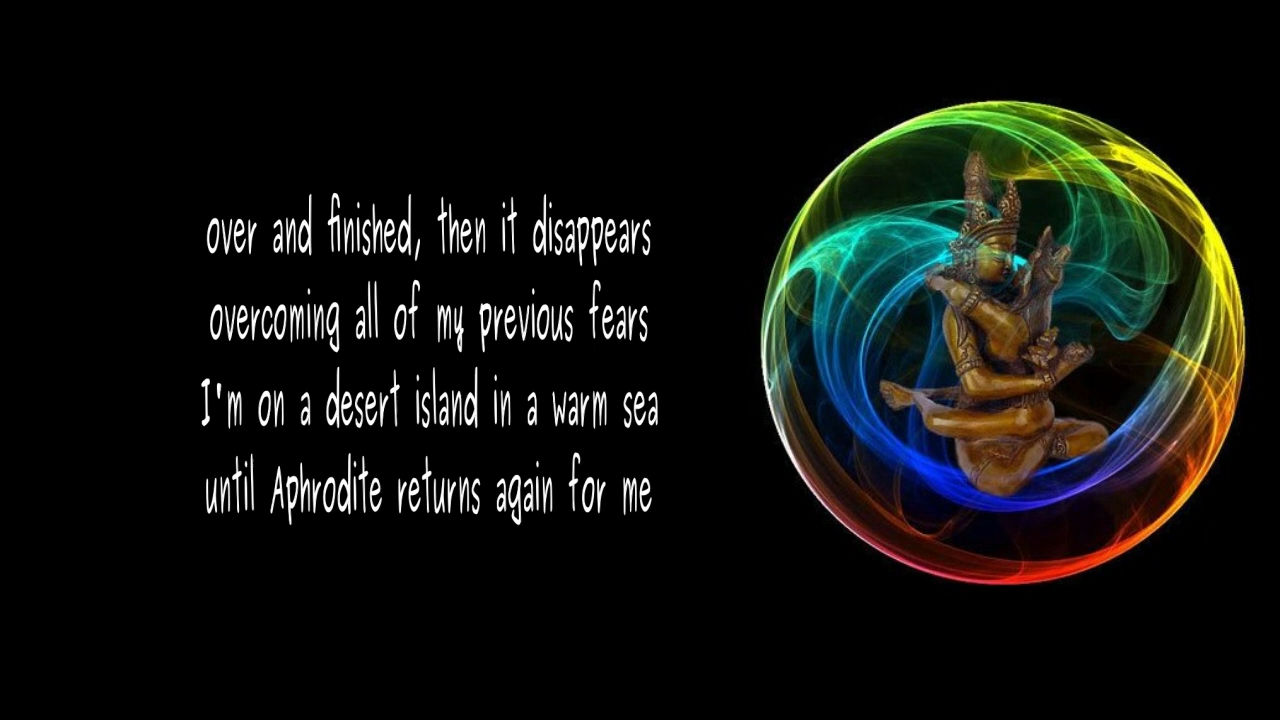 over and finished, then it disappears
overcoming all of my previous fears
I'm on a desert island in a warm sea
until Aphrodite returns again for me